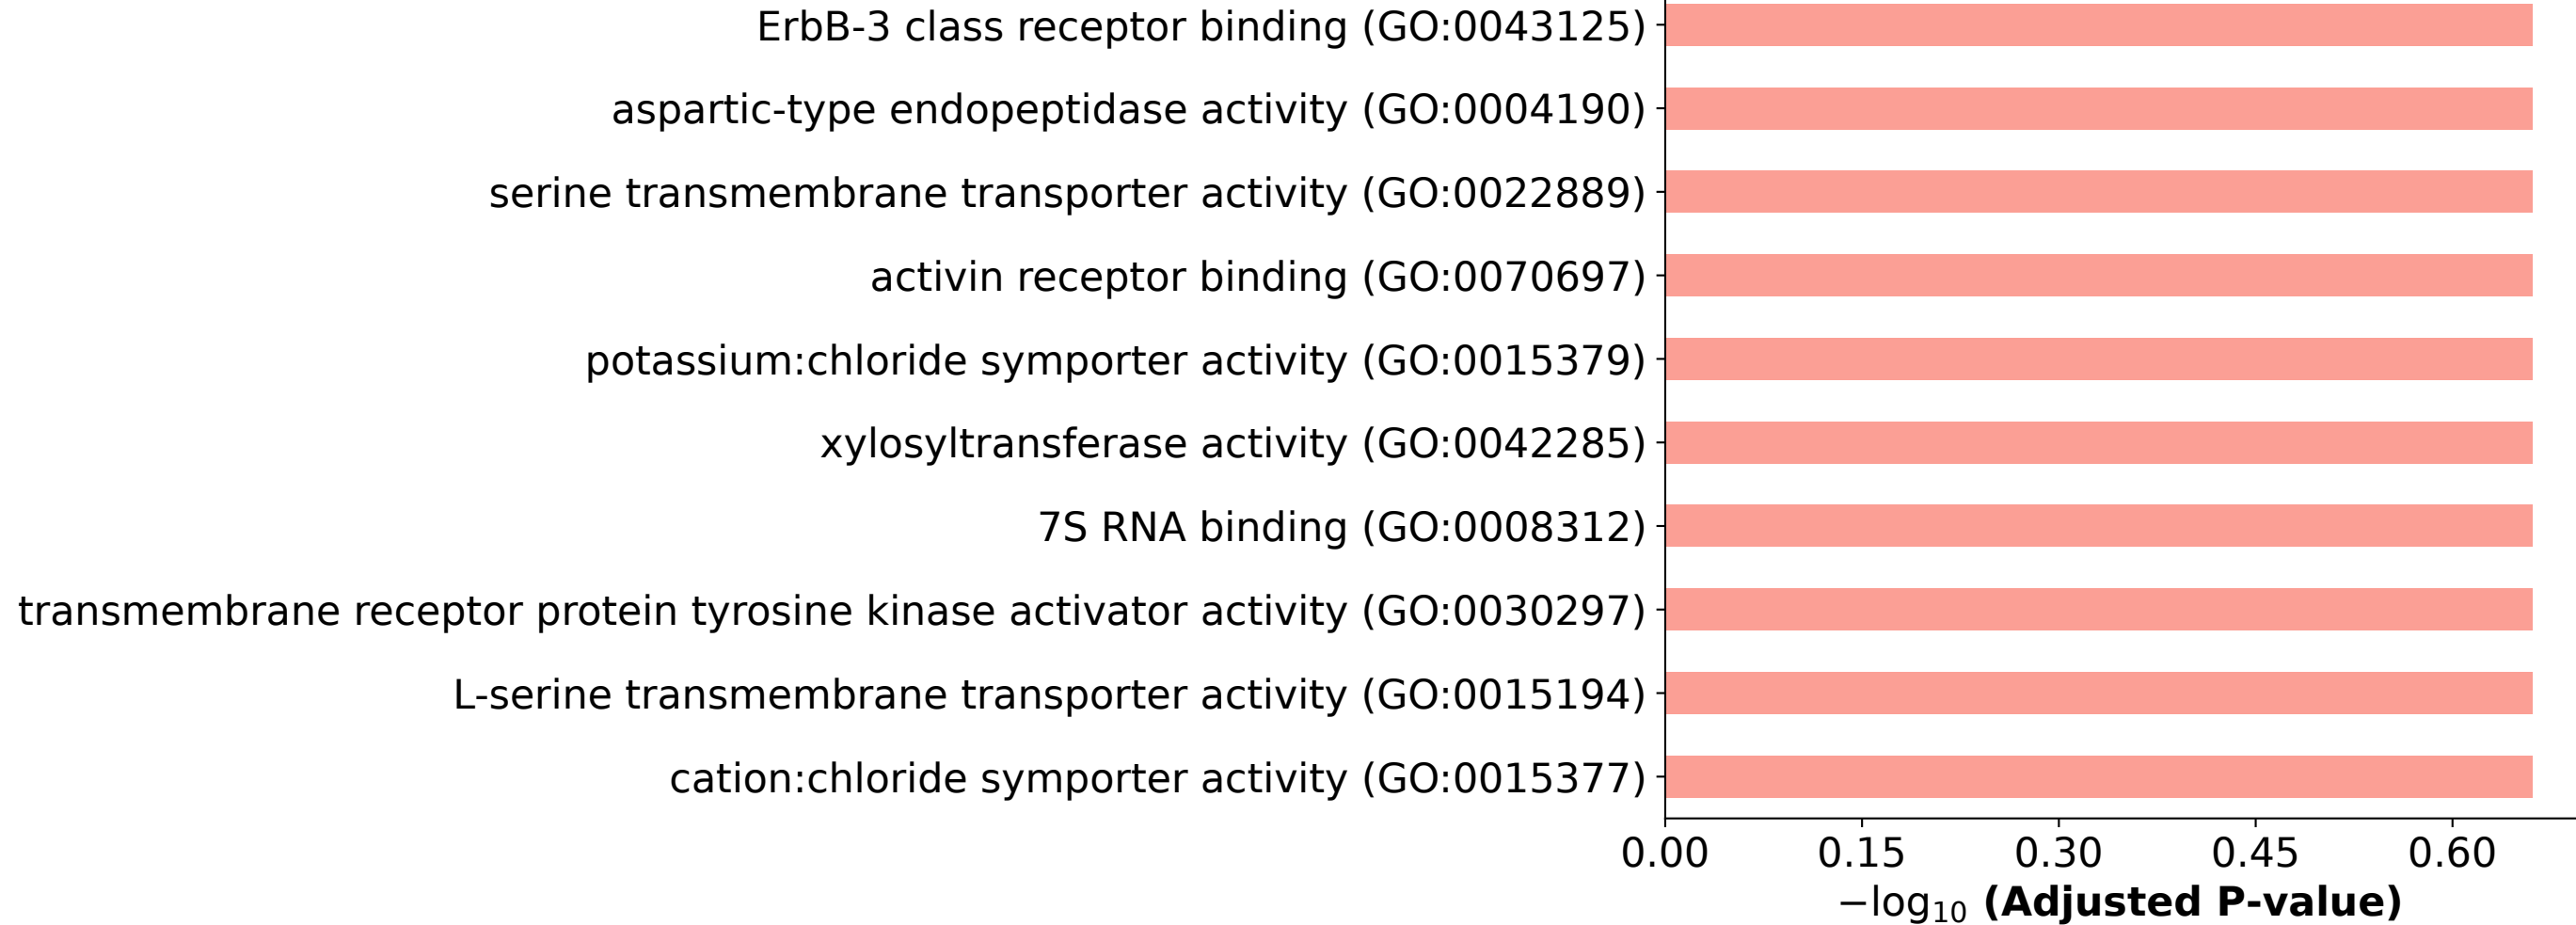 ErbB-3 class receptor binding (GO:0043125)
aspartic-type endopeptidase activity (GO:0004190)
serine transmembrane transporter activity (GO:0022889)
activin receptor binding (GO:0070697)
potassium:chloride symporter activity (GO:0015379)
xylosyltransferase activity (GO:0042285)
7S RNA binding (GO:0008312)
transmembrane receptor protein tyrosine kinase activator activity (GO:0030297)
L-serine transmembrane transporter activity (GO:0015194)
cation:chloride symporter activity (GO:0015377)
0.00 0.15 0.30 0.45 0.60
−log₁₀ (Adjusted P-value)